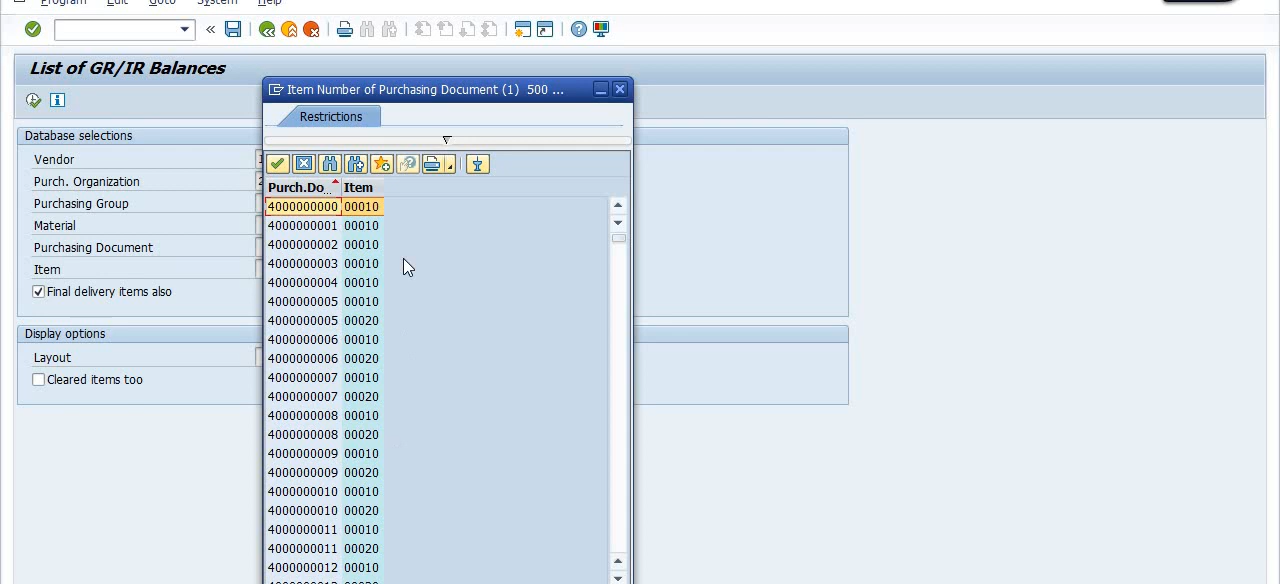 Program Edit Goto System Help
List of GR/IR Balances
Item Number of Purchasing Document (1) 500 ...
Restrictions
Database selections
Vendor
Purch. Organization
Purchasing Group
Material
Purchasing Document
Item
Final delivery items also
Display options
Layout
Cleared items too
Purch.Do... Item
4000000000 00010
4000000001 00010
4000000002 00010
4000000003 00010
4000000004 00010
4000000005 00010
4000000005 00020
4000000006 00010
4000000006 00020
4000000007 00010
4000000007 00020
4000000008 00010
4000000008 00020
4000000009 00010
4000000009 00020
4000000010 00010
4000000010 00020
4000000011 00010
4000000011 00020
4000000012 00010